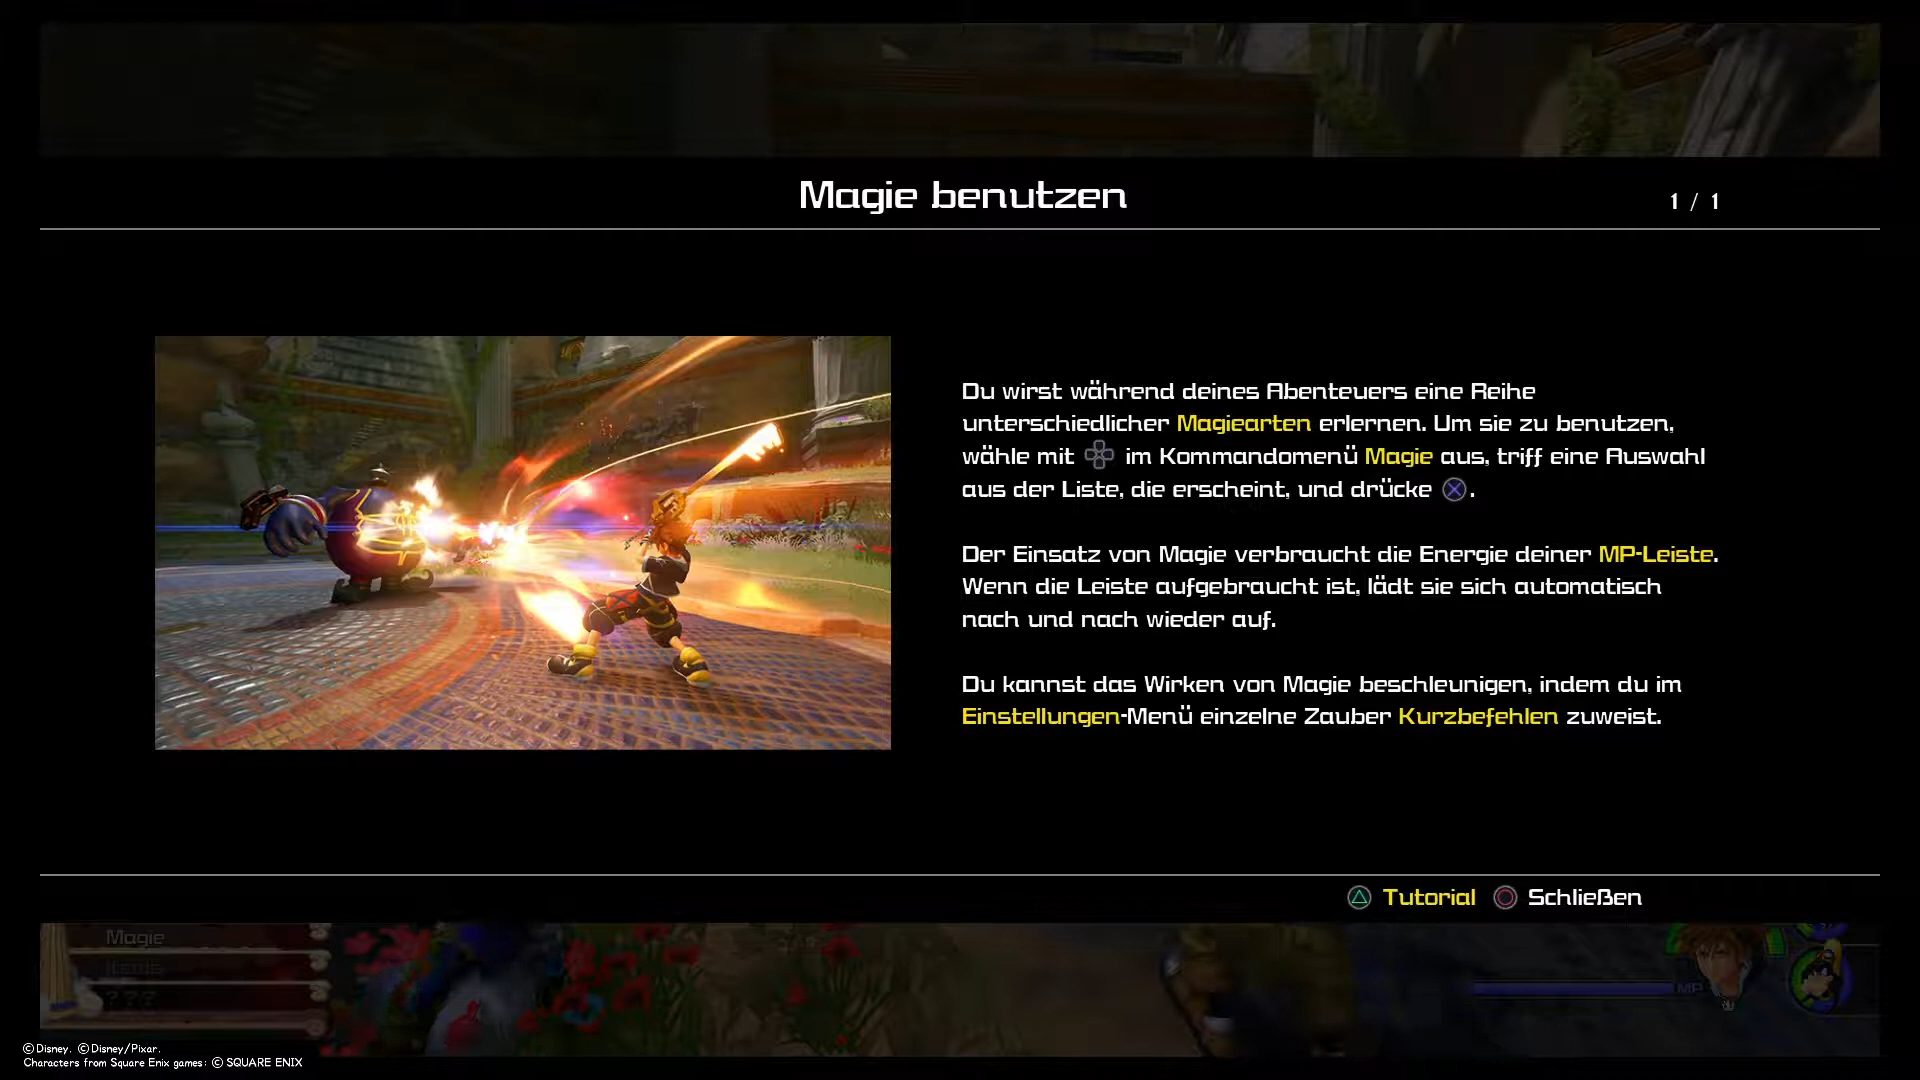 Magie benutzen
1 / 1
Du wirst während deines Abenteuers eine Reihe
unterschiedlicher Magiearten erlernen. Um sie zu benutzen,
wähle mit im Kommandomenü Magie aus, triff eine Auswahl
aus der Liste, die erscheint, und drücke .
Der Einsatz von Magie verbraucht die Energie deiner MP-Leiste.
Wenn die Leiste aufgebraucht ist, lädt sie sich automatisch
nach und nach wieder auf.
Du kannst das Wirken von Magie beschleunigen, indem du im
Einstellungen-Menü einzelne Zauber Kurzbefehlen zuweist.
Tutorial Schließen
Magie
Items
???
MP
©Disney. ©Disney/Pixar.
Characters from Square Enix games: © SQUARE ENIX